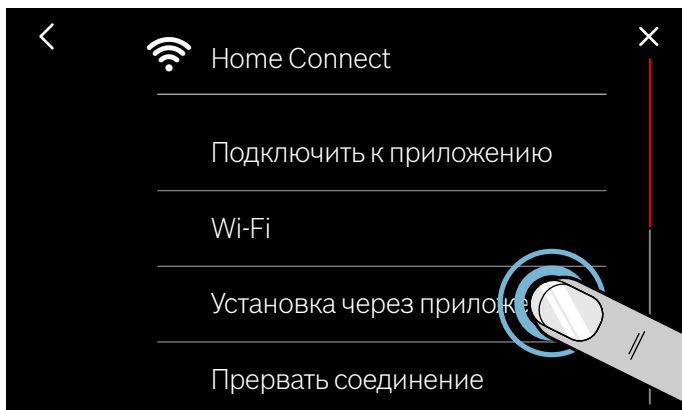 Home Connect
Подключить к приложению
Wi-Fi
Установка через
Прервать соединение